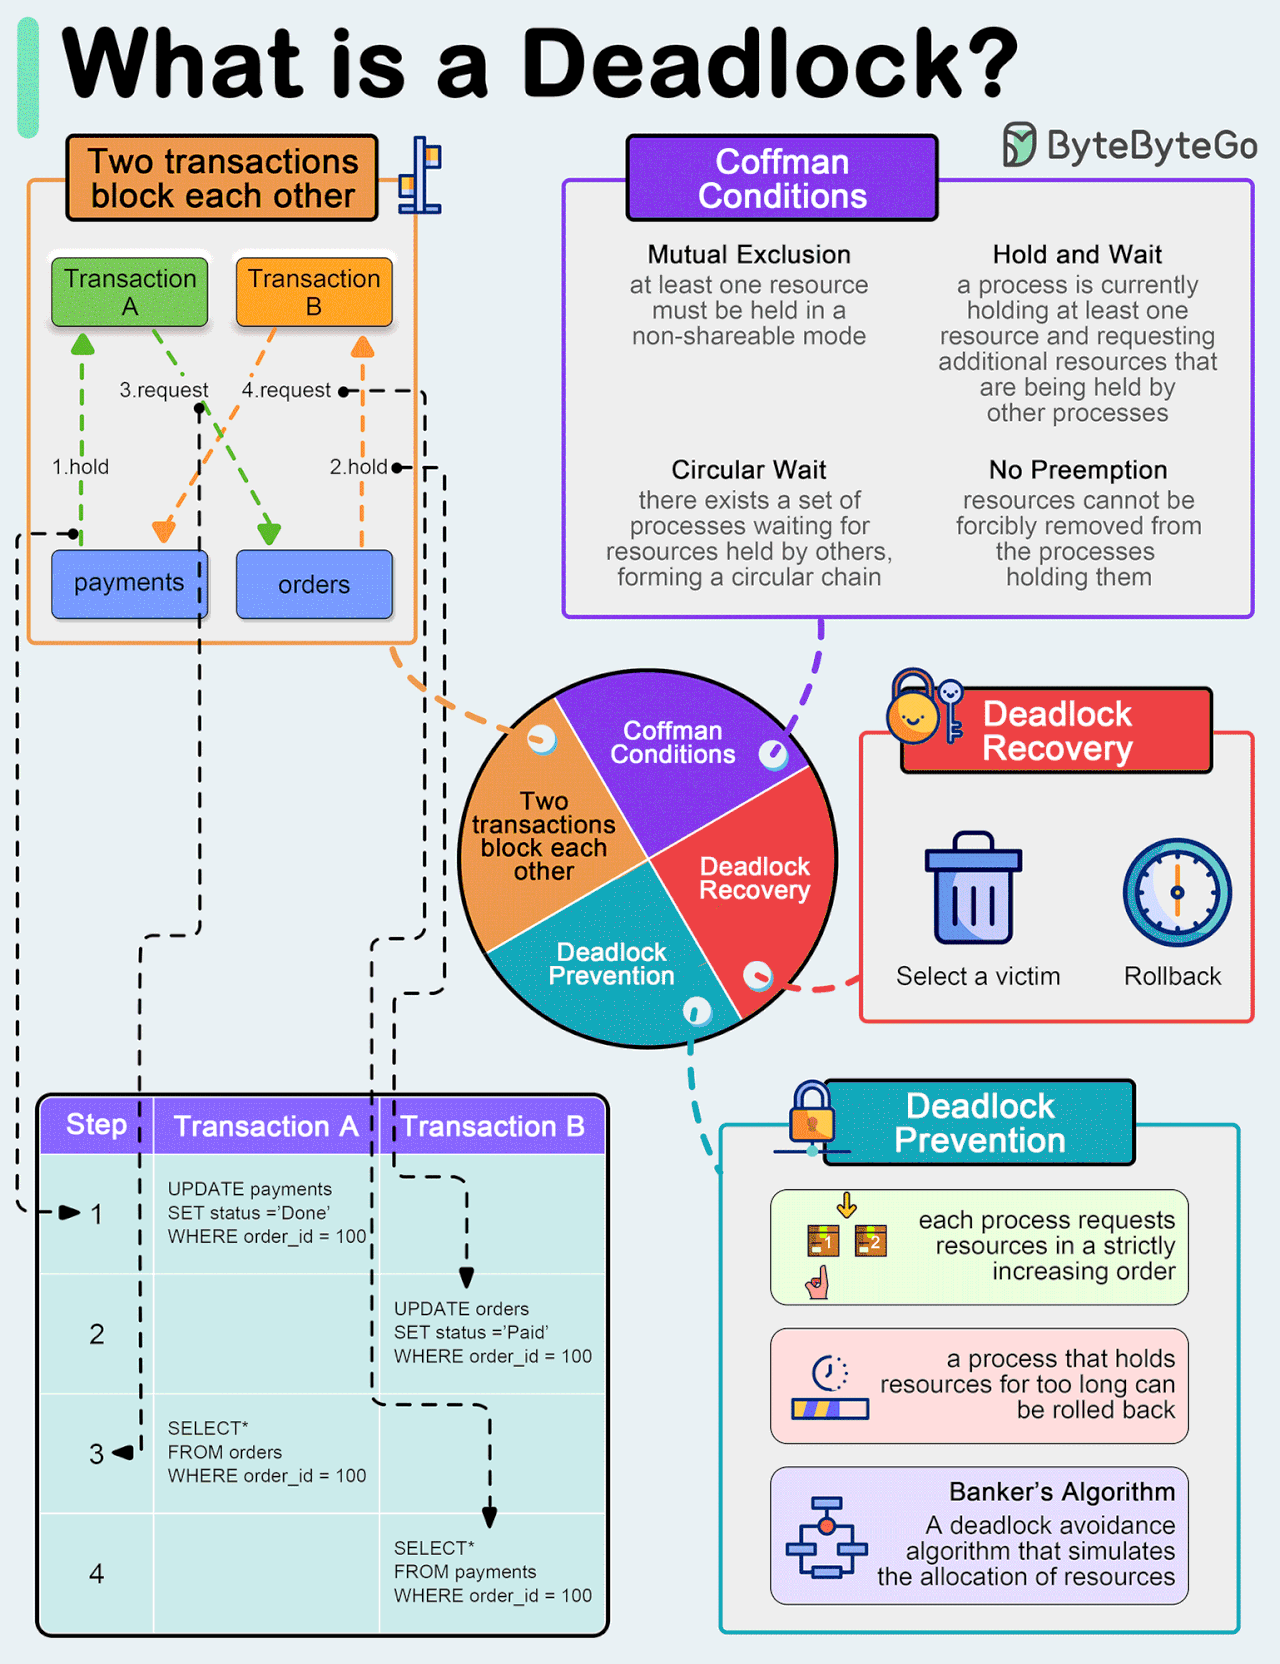 What is a Deadlock?
ByteByteGo
Two transactions
block each other
Transaction
A
Transaction
B
3.request
4.request
1.hold
2.hold
payments
orders
Coffman
Conditions
Mutual Exclusion
at least one resource
must be held in a
non-shareable mode
Hold and Wait
a process is currently
holding at least one
resource and requesting
additional resources that
are being held by
other processes
Circular Wait
there exists a set of
processes waiting for
resources held by others,
forming a circular chain
No Preemption
resources cannot be
forcibly removed from
the processes
holding them
Coffman
Conditions
Two
transactions
block each
other
Deadlock
Recovery
Deadlock
Prevention
Deadlock
Recovery
Select a victim
Rollback
Step
Transaction A
Transaction B
1
UPDATE payments
SET status ='Done'
WHERE order_id = 100
2
UPDATE orders
SET status ='Paid'
WHERE order_id = 100
3
SELECT*
FROM orders
WHERE order_id = 100
4
SELECT*
FROM payments
WHERE order_id = 100
Deadlock
Prevention
1
2
each process requests
resources in a strictly
increasing order
a process that holds
resources for too long can
be rolled back
Banker's Algorithm
A deadlock avoidance
algorithm that simulates
the allocation of resources